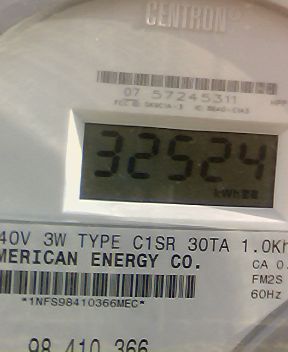 CENTRON®
07 57245311
32524
kWh
40V 3W TYPE C1SR 30TA 1.0Kh
MERICAN ENERGY CO.
CA 0.
FM2S
*1NFS98410366MEC*
60Hz
98 410 366